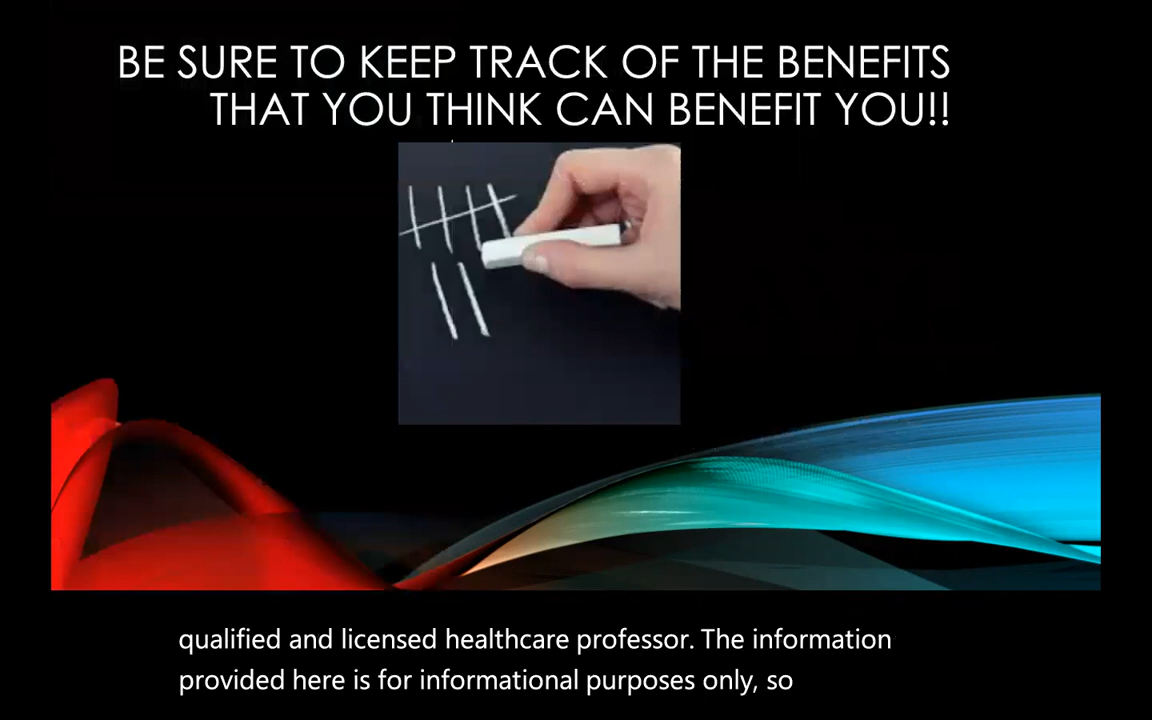 BE SURE TO KEEP TRACK OF THE BENEFITS
THAT YOU THINK CAN BENEFIT YOU!!
qualified and licensed healthcare professor. The information
provided here is for informational purposes only, so